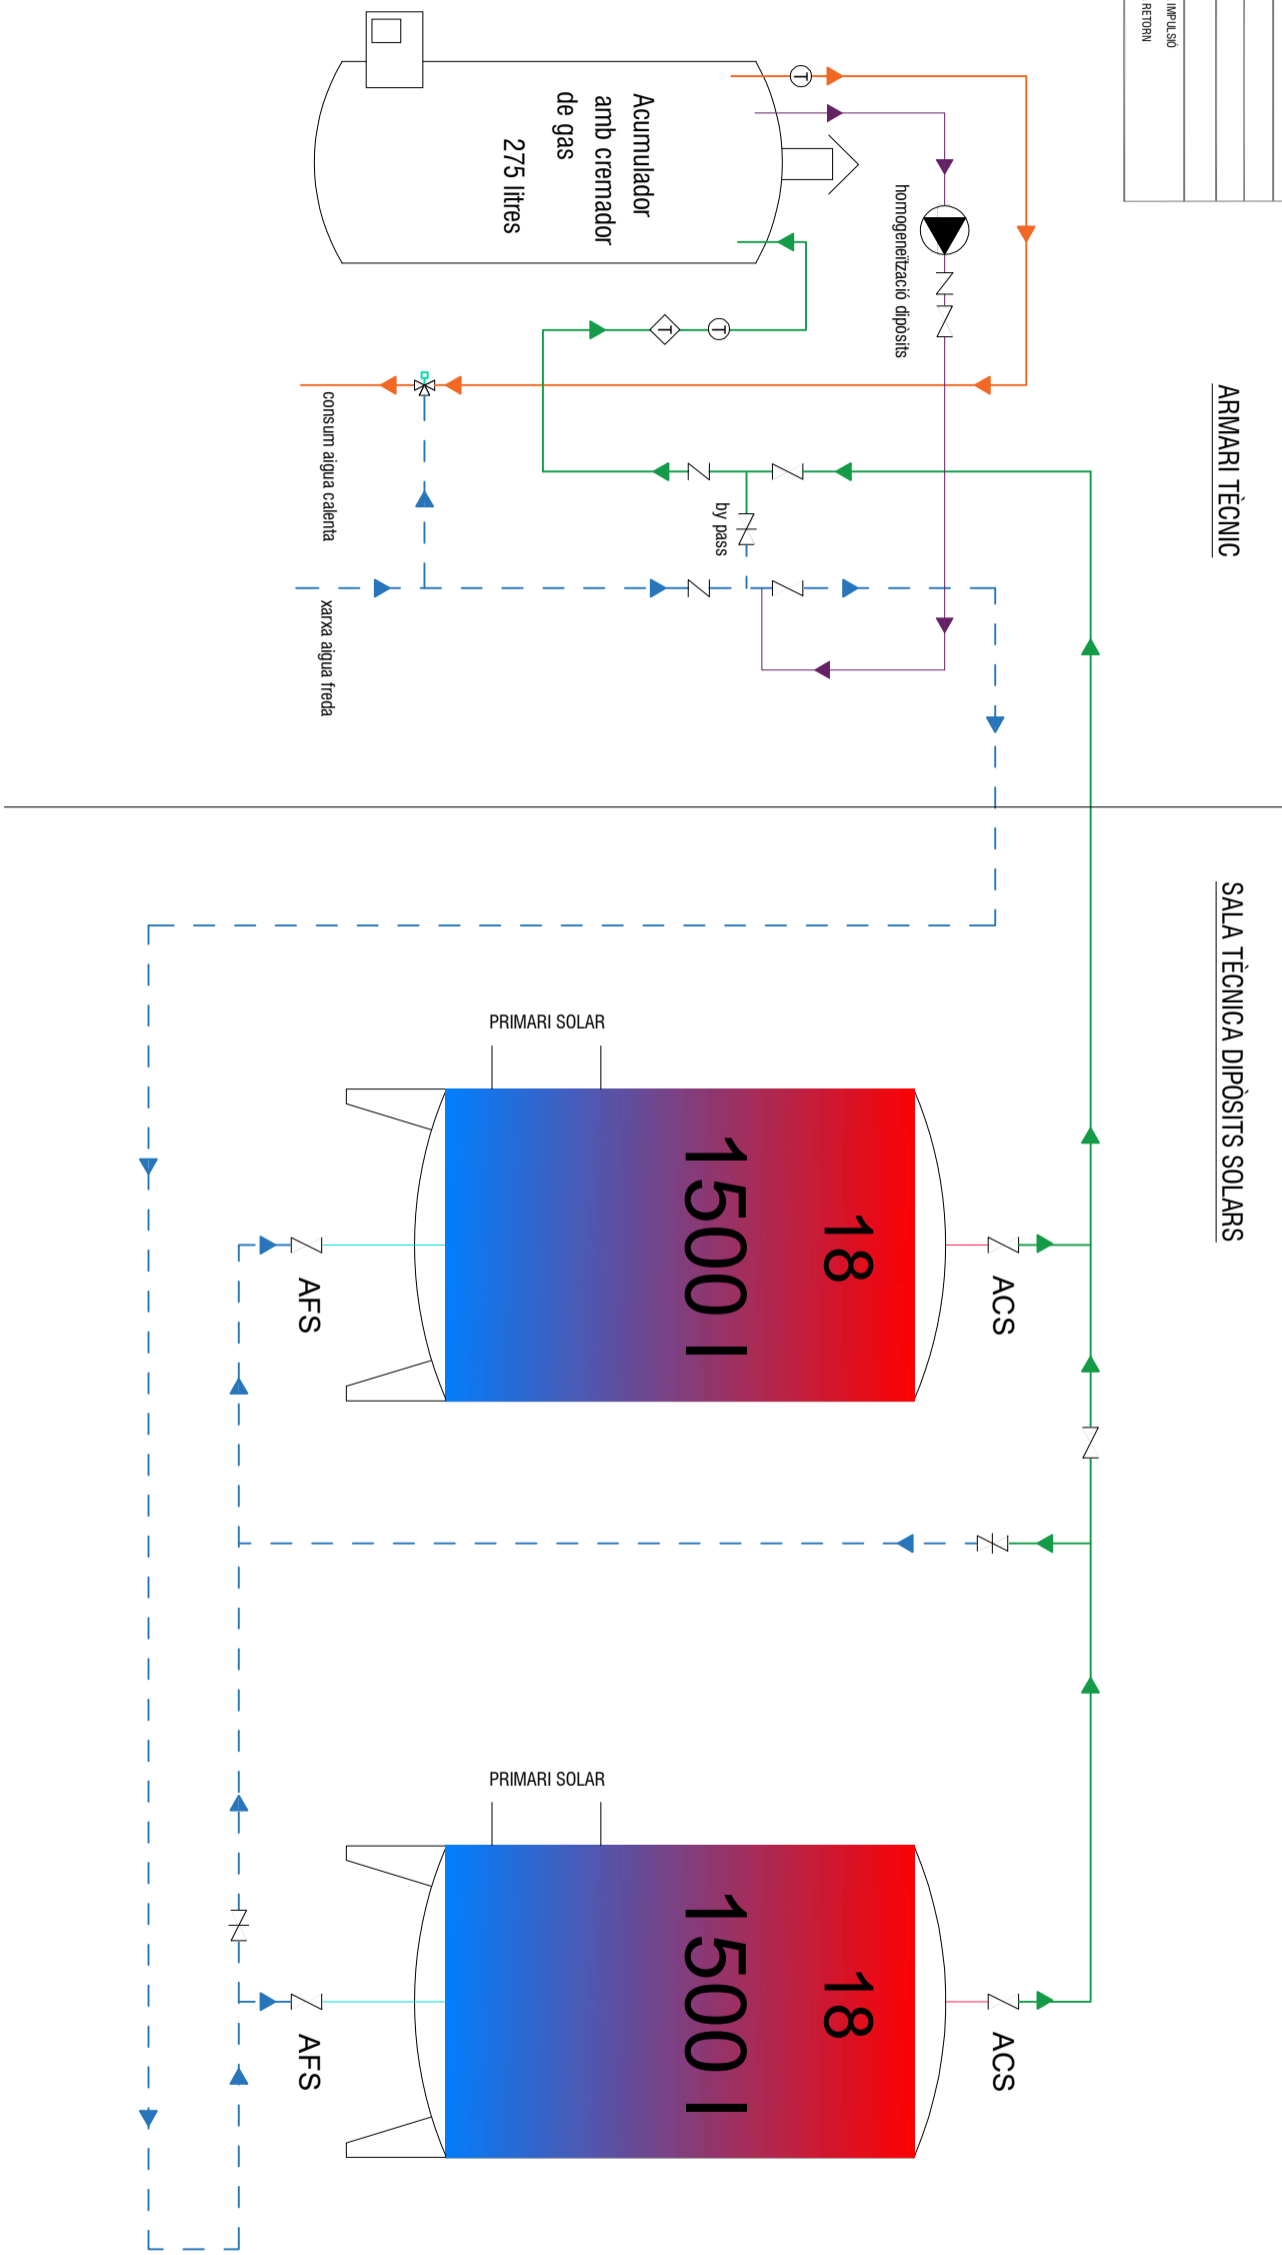 IMPULSIÓ
RETORN
ARMARI TÈCNIC
SALA TÈCNICA DIPÒSITS SOLARS
Acumulador
amb cremador
de gas
275 litres
T
homogeneïtzació dipòsits
T
T
consum aigua calenta
by pass
xarxa aigua freda
PRIMARI SOLAR
18
1500 l
ACS
AFS
PRIMARI SOLAR
18
1500 l
ACS
AFS